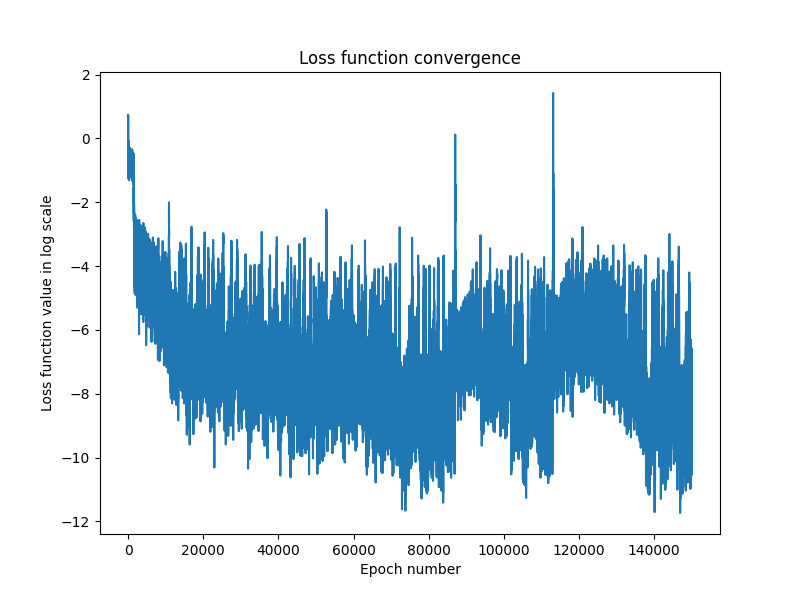 Loss function convergence
Loss function value in log scale
2
0
−2
−4
−6
−8
−10
−12
0 20000 40000 60000 80000 100000 120000 140000
Epoch number